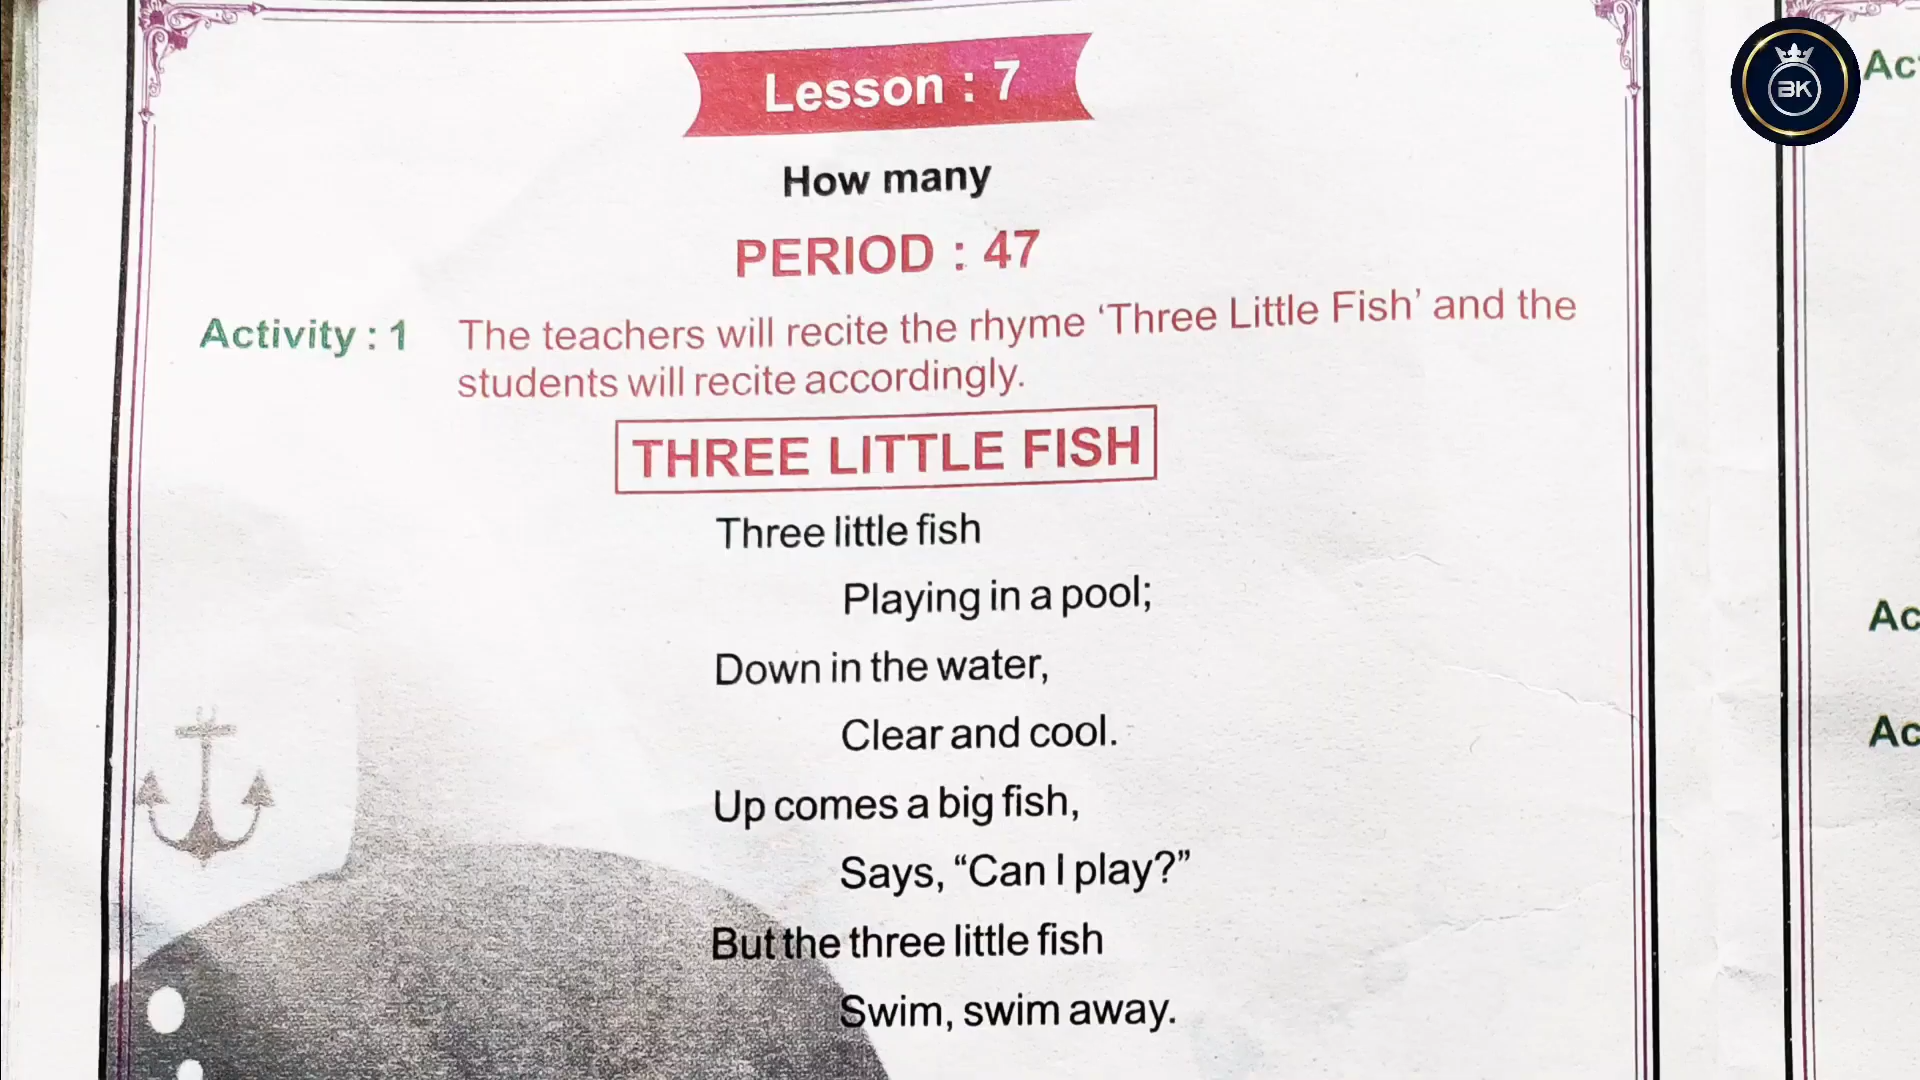 Lesson : 7
How many
PERIOD : 47
Activity : 1 The teachers will recite the rhyme ‘Three Little Fish’ and the
students will recite accordingly.
THREE LITTLE FISH
Three little fish
Playing in a pool;
Down in the water,
Clear and cool.
Up comes a big fish,
Says, “Can I play?”
But the three little fish
Swim, swim away.
BK
Ac
Ac